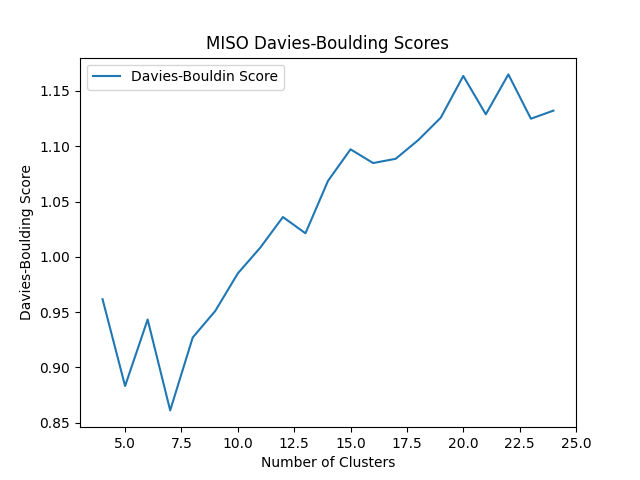 MISO Davies-Boulding Scores
Davies-Bouldin Score
Davies-Boulding Score
1.15
1.10
1.05
1.00
0.95
0.90
0.85
5.0 7.5 10.0 12.5 15.0 17.5 20.0 22.5 25.0
Number of Clusters